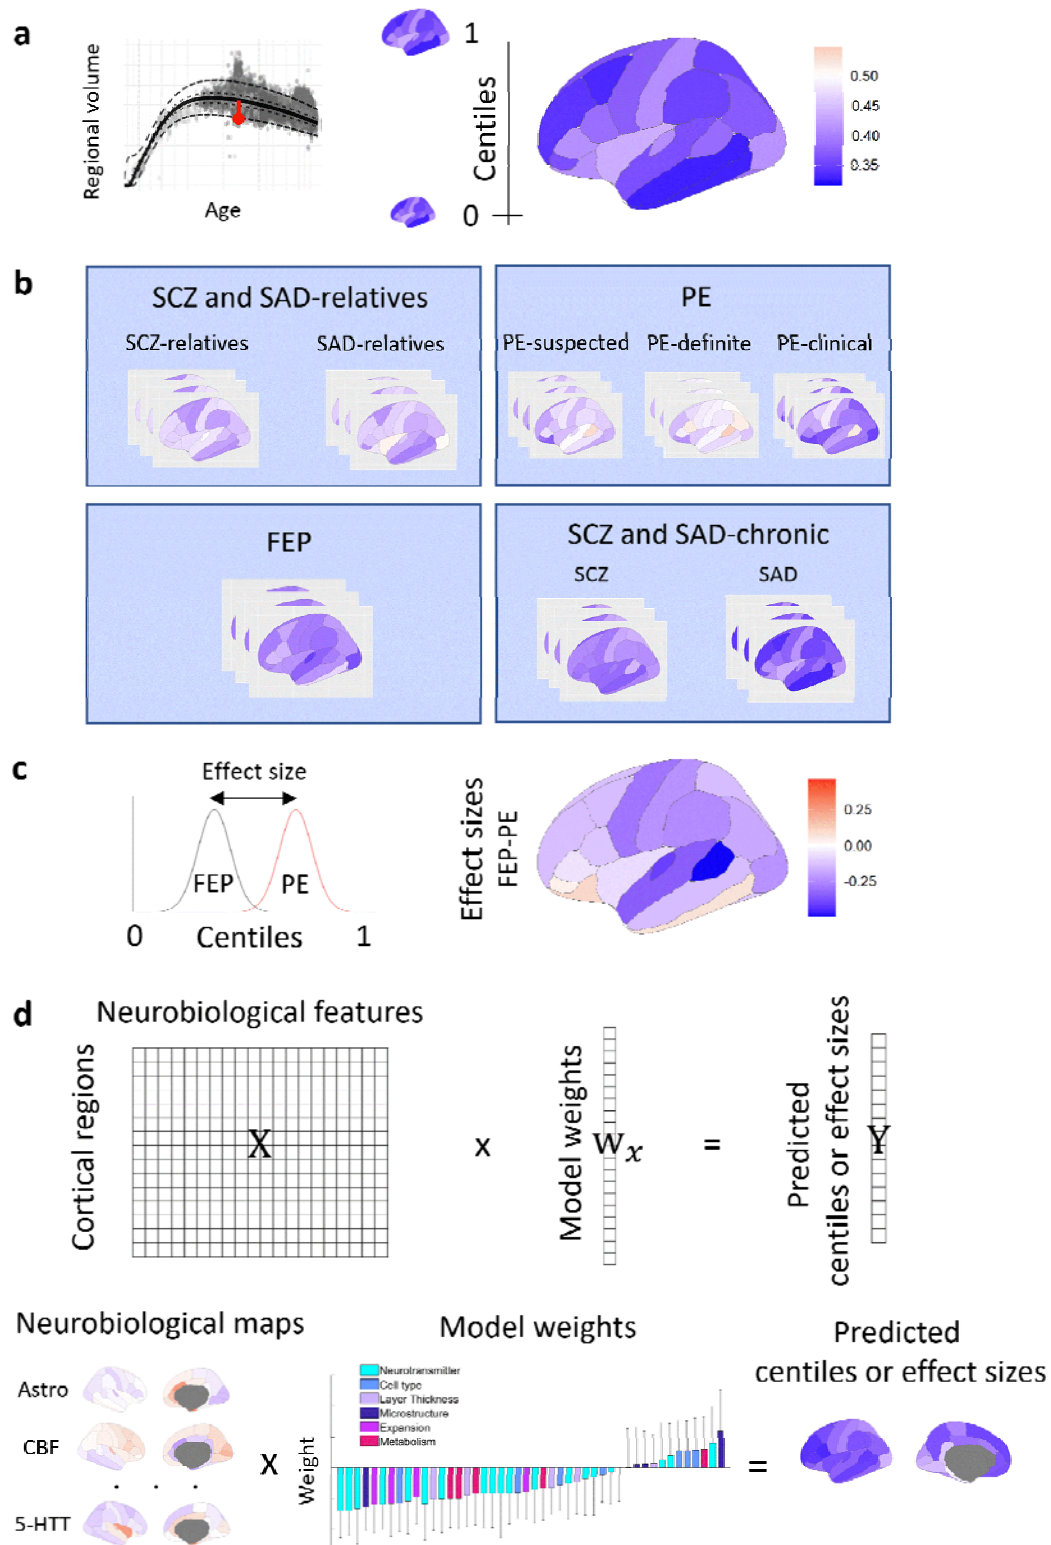 a
Regional volume
Age
1
Centiles
0
0.50
0.45
0.40
0.35
b
SCZ and SAD-relatives
SCZ-relatives
SAD-relatives
PE
PE-suspected
PE-definite
PE-clinical
FEP
SCZ and SAD-chronic
SCZ
SAD
c
Effect size
FEP
PE
0
Centiles
1
Effect sizes
FEP-PE
0.25
0.00
-0.25
d
Neurobiological features
Cortical regions
X
x
Model weights
Wx
=
Predicted
centiles or effect sizes
Y
Neurobiological maps
Astro
CBF
. . .
5-HTT
X
Model weights
Weight
Neurotransmitter
Cell type
Layer Thickness
Microstructure
Expansion
Metabolism
=
Predicted
centiles or effect sizes